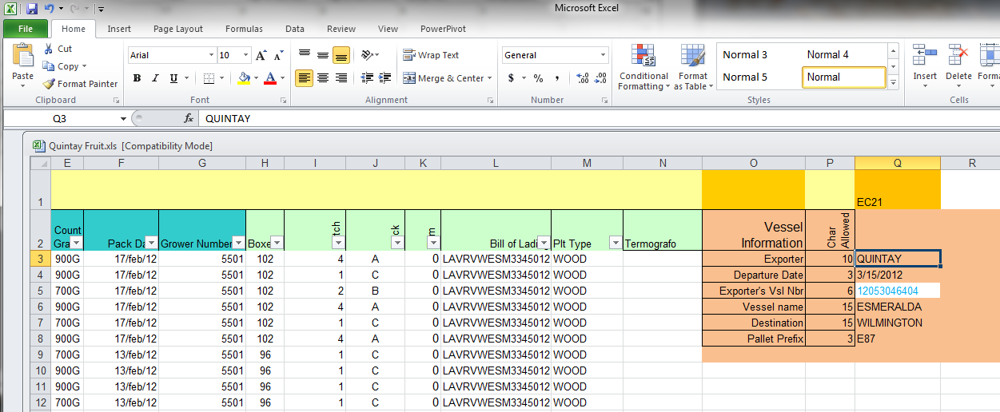 Microsoft Excel
File Home Insert Page Layout Formulas Data Review View PowerPivot
Paste Cut Copy Format Painter
Clipboard
Arial 10 A A
B I U A
Font
Wrap Text
Merge & Center
Alignment
General
$ % , .0 .00 .00 .0
Number
Conditional Formatting Format as Table
Normal 3 Normal 4
Normal 5 Normal
Styles
Insert Delete
Cells
Q3 fx QUINTAY
Quintay Fruit.xls [Compatibility Mode]
E F G H I J K L M N O P Q R
1 EC21
2 Count Pack Da Grower Number Boxe tch ck m Bill of Ladi Plt Type Termografo Vessel Information Char Allowed
Gra
3 900G 17/feb/12 5501 102 4 A 0 LAVRVWESM3345012 WOOD Exporter 10 QUINTAY
4 900G 17/feb/12 5501 102 1 C 0 LAVRVWESM3345012 WOOD Departure Date 3 3/15/2012
5 700G 17/feb/12 5501 102 2 B 0 LAVRVWESM3345012 WOOD Exporter's Vsl Nbr 6 12053046404
6 900G 17/feb/12 5501 102 4 A 0 LAVRVWESM3345012 WOOD Vessel name 15 ESMERALDA
7 700G 17/feb/12 5501 102 1 C 0 LAVRVWESM3345012 WOOD Destination 15 WILMINGTON
8 900G 17/feb/12 5501 102 4 A 0 LAVRVWESM3345012 WOOD Pallet Prefix 3 E87
9 700G 13/feb/12 5501 96 1 C 0 LAVRVWESM3345012 WOOD
10 900G 13/feb/12 5501 96 1 C 0 LAVRVWESM3345012 WOOD
11 900G 13/feb/12 5501 96 1 C 0 LAVRVWESM3345012 WOOD
12 700G 13/feb/12 5501 96 1 C 0 LAVRVWESM3345012 WOOD